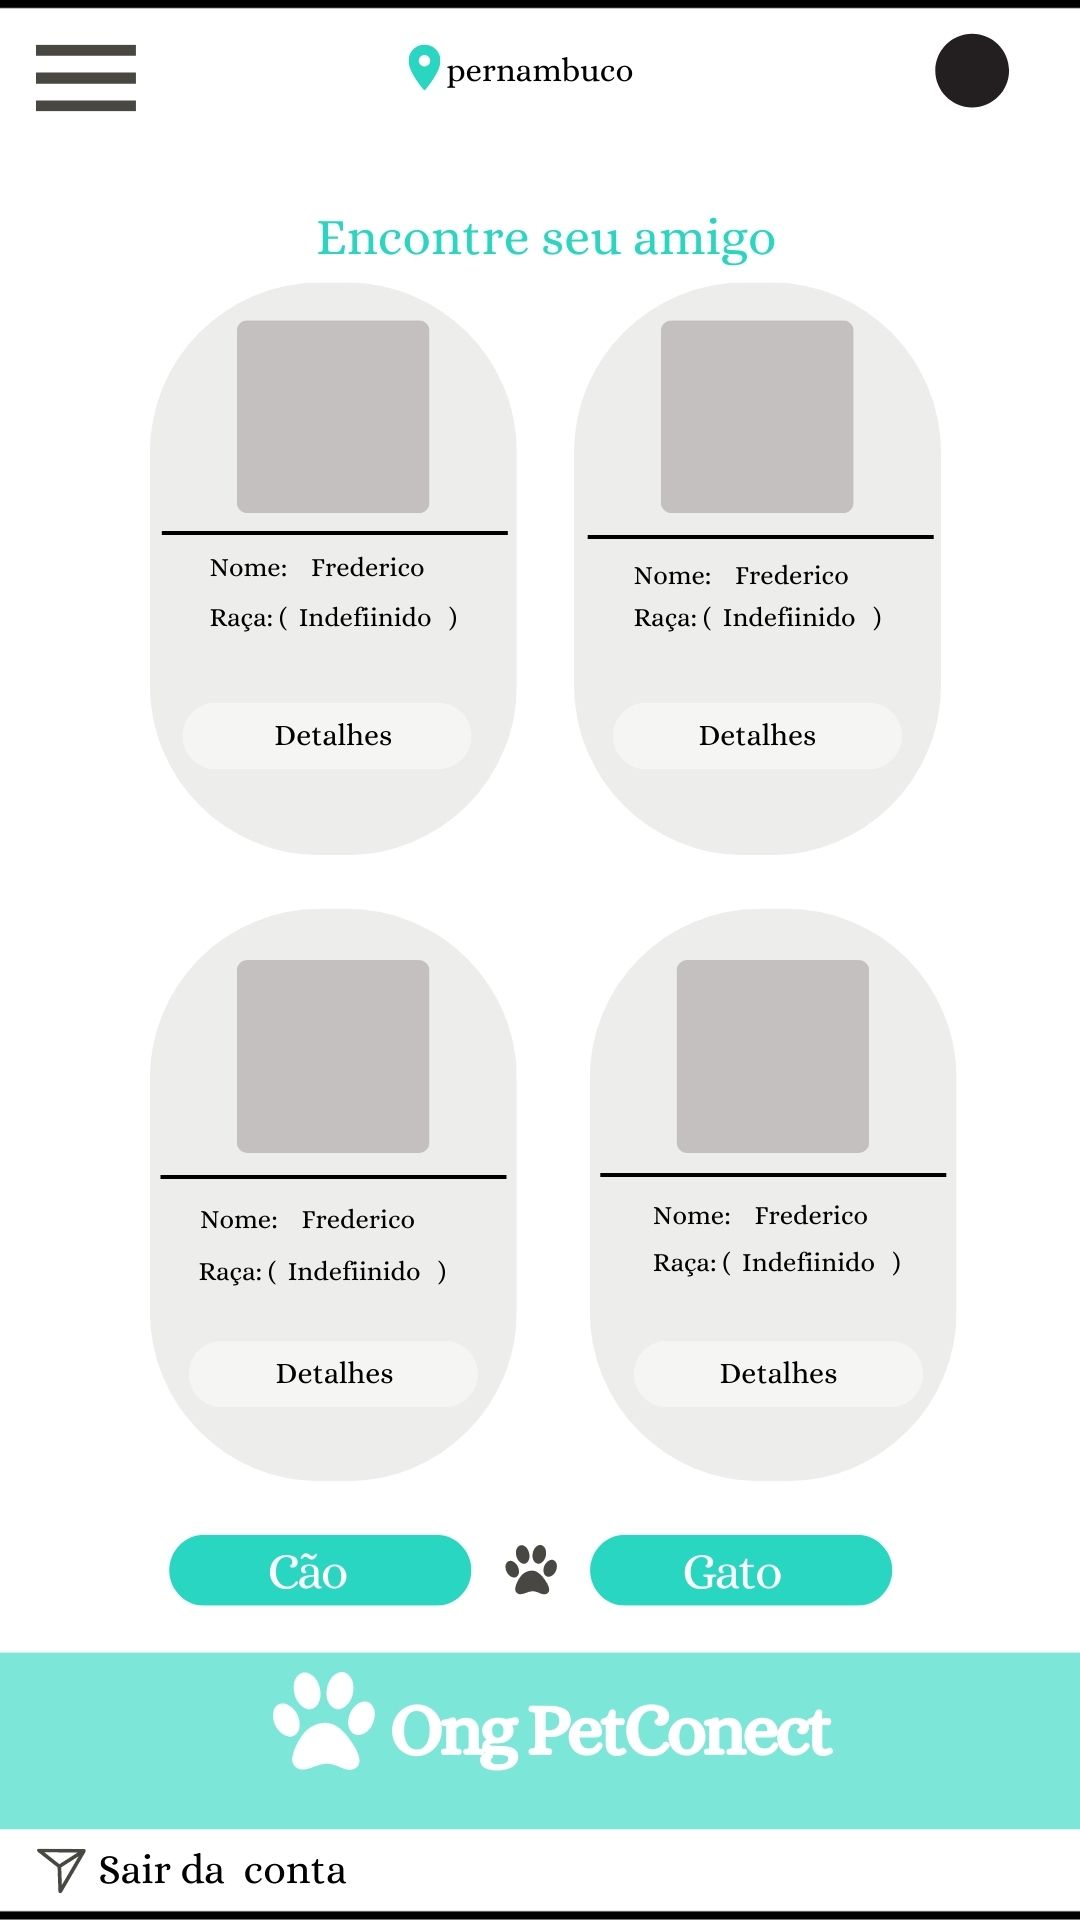 pernambuco
Encontre seu amigo
Nome: Frederico
Raça: ( Indefiinido )
Detalhes
Nome: Frederico
Raça: ( Indefiinido )
Detalhes
Nome: Frederico
Raça: ( Indefiinido )
Detalhes
Nome: Frederico
Raça: ( Indefiinido )
Detalhes
Cão
Gato
Ong PetConect
Sair da conta